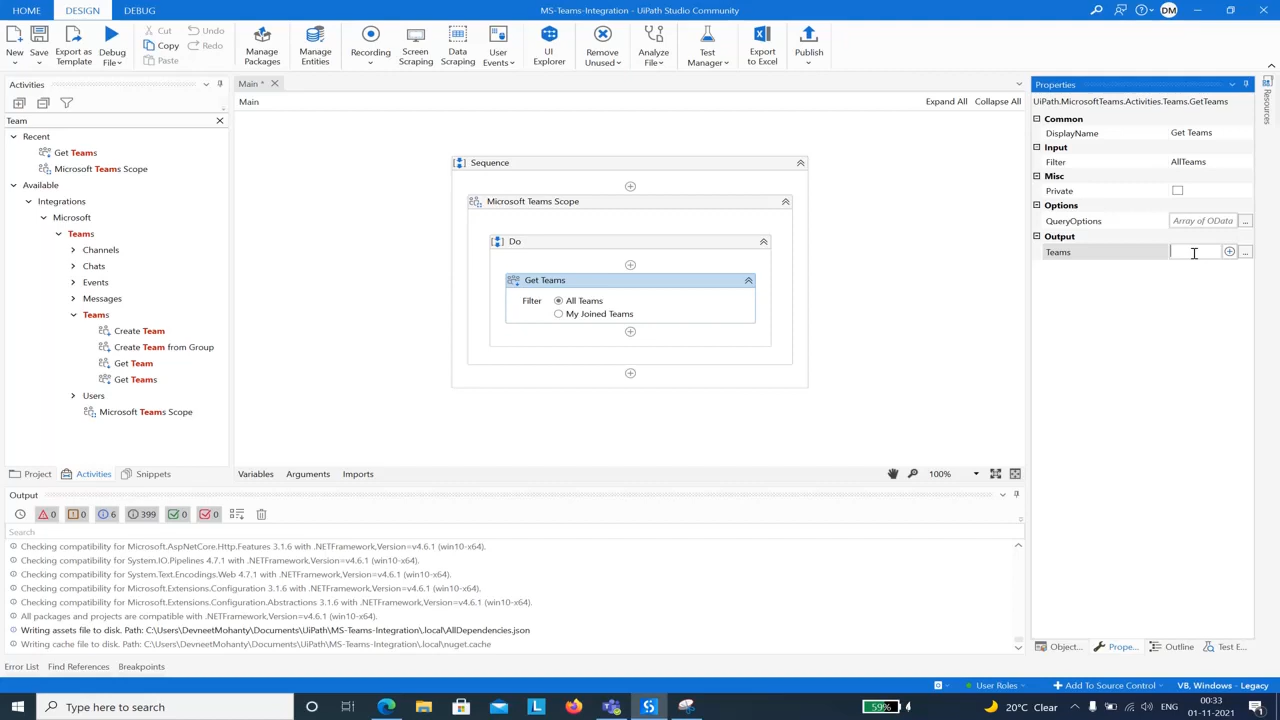 HOME
DESIGN
DEBUG
MS-Teams-Integration - UiPath Studio Community
DM
New
Save
Export as Template
Debug File
Cut
Copy
Paste
Undo
Redo
Manage Packages
Manage Entities
Recording
Screen Scraping
Data Scraping
User Events
UI Explorer
Remove Unused
Analyze File
Test Manager
Export to Excel
Publish
Activities
Team
Recent
Get Teams
Microsoft Teams Scope
Available
Integrations
Microsoft
Teams
Channels
Chats
Events
Messages
Teams
Create Team
Create Team from Group
Get Team
Get Teams
Users
Microsoft Teams Scope
Project
Activities
Snippets
Main *
Main
Expand All
Collapse All
Sequence
Microsoft Teams Scope
Do
Get Teams
Filter
All Teams
My Joined Teams
Variables
Arguments
Imports
100%
Properties
UiPath.MicrosoftTeams.Activities.Teams.GetTeams
Common
DisplayName Get Teams
Input
Filter AllTeams
Misc
Private
Options
QueryOptions Array of OData ...
Output
Teams ...
Resources
Object...
Prope...
Outline
Test E...
Output
0
0
6
399
0
0
Search
Checking compatibility for Microsoft.AspNetCore.Http.Features 3.1.6 with .NETFramework,Version=v4.6.1 (win10-x64).
Checking compatibility for System.IO.Pipelines 4.7.1 with .NETFramework,Version=v4.6.1 (win10-x64).
Checking compatibility for System.Text.Encodings.Web 4.7.1 with .NETFramework,Version=v4.6.1 (win10-x64).
Checking compatibility for Microsoft.Extensions.Configuration 3.1.6 with .NETFramework,Version=v4.6.1 (win10-x64).
Checking compatibility for Microsoft.Extensions.Configuration.Abstractions 3.1.6 with .NETFramework,Version=v4.6.1 (win10-x64).
All packages and projects are compatible with .NETFramework,Version=v4.6.1 (win10-x64).
Writing assets file to disk. Path: C:\Users\DevneetMohanty\Documents\UiPath\MS-Teams-Integration\.local\AllDependencies.json
Writing cache file to disk. Path: C:\Users\DevneetMohanty\Documents\UiPath\MS-Teams-Integration\.local\nuget.cache
Error List
Find References
Breakpoints
User Roles
Add To Source Control
VB, Windows - Legacy
Type here to search
L
59%
20°C Clear
ENG
00:33
01-11-2021
1